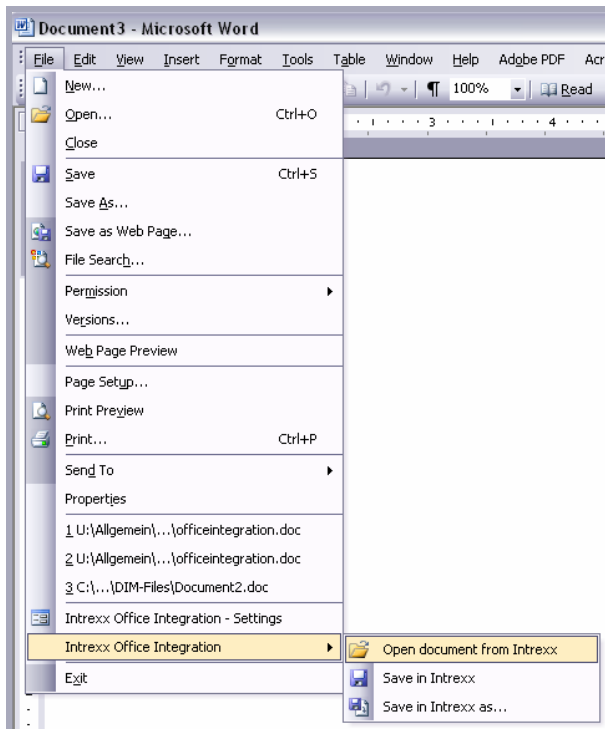 Document3 - Microsoft Word
File Edit View Insert Format Tools Table Window Help Adobe PDF Acr
New...
100% Read
Open... Ctrl+O
3 4
Close
Save Ctrl+S
Save As...
Save as Web Page...
File Search...
Permission
Versions...
Web Page Preview
Page Setup...
Print Preview
Print... Ctrl+P
Send To
Properties
1 U:\Allgemein\...\officeintegration.doc
2 U:\Allgemein\...\officeintegration.doc
3 C:\...\DIM-Files\Document2.doc
Intrexx Office Integration - Settings
Intrexx Office Integration
Open document from Intrexx
Exit
Save in Intrexx
Save in Intrexx as...